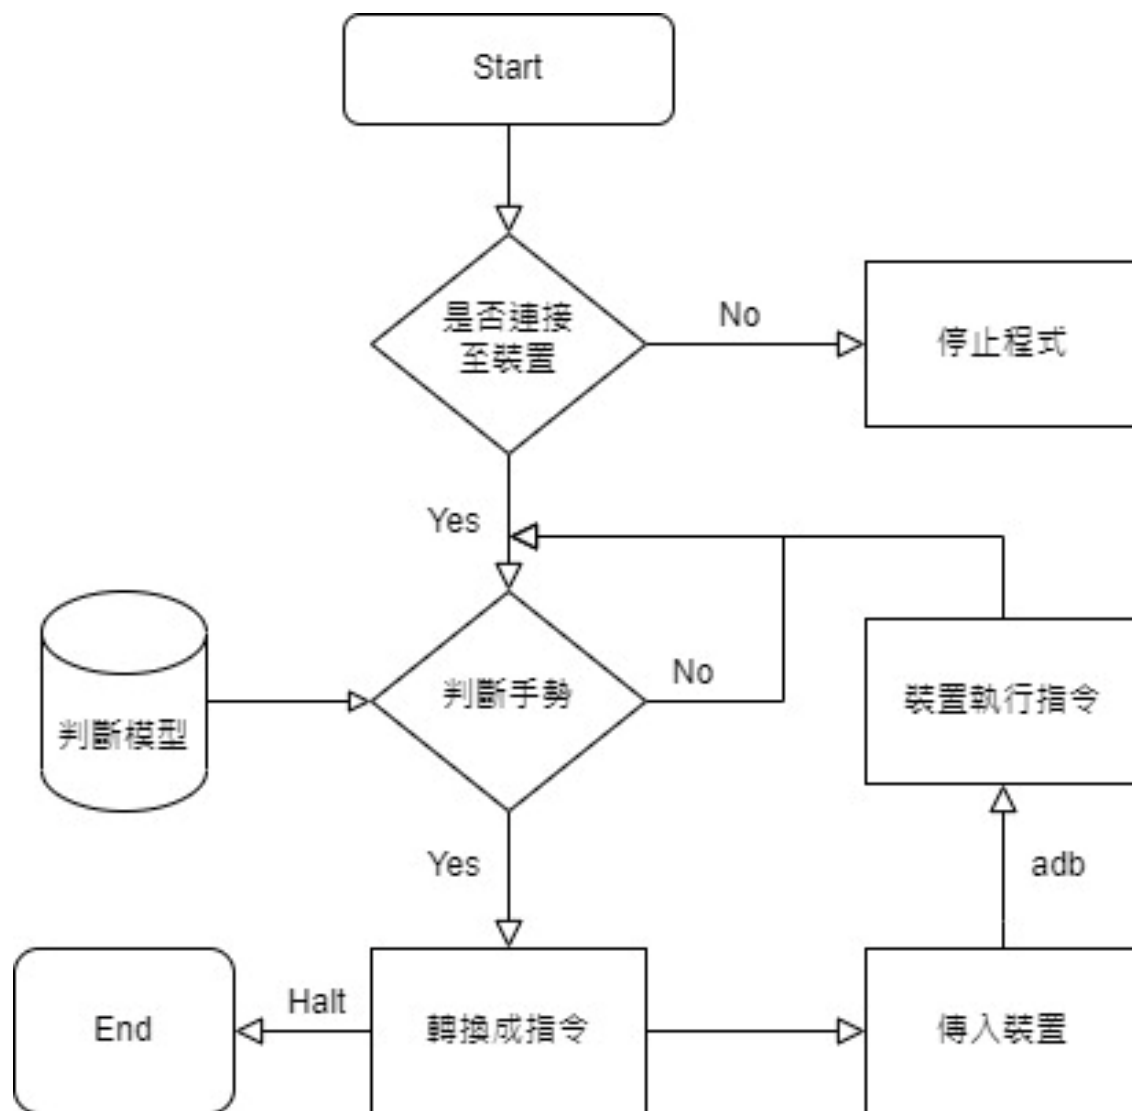 Start
是否連接
至裝置
No
停止程式
Yes
判斷模型
判斷手勢
No
裝置執行指令
Yes
adb
End
Halt
轉換成指令
傳入裝置